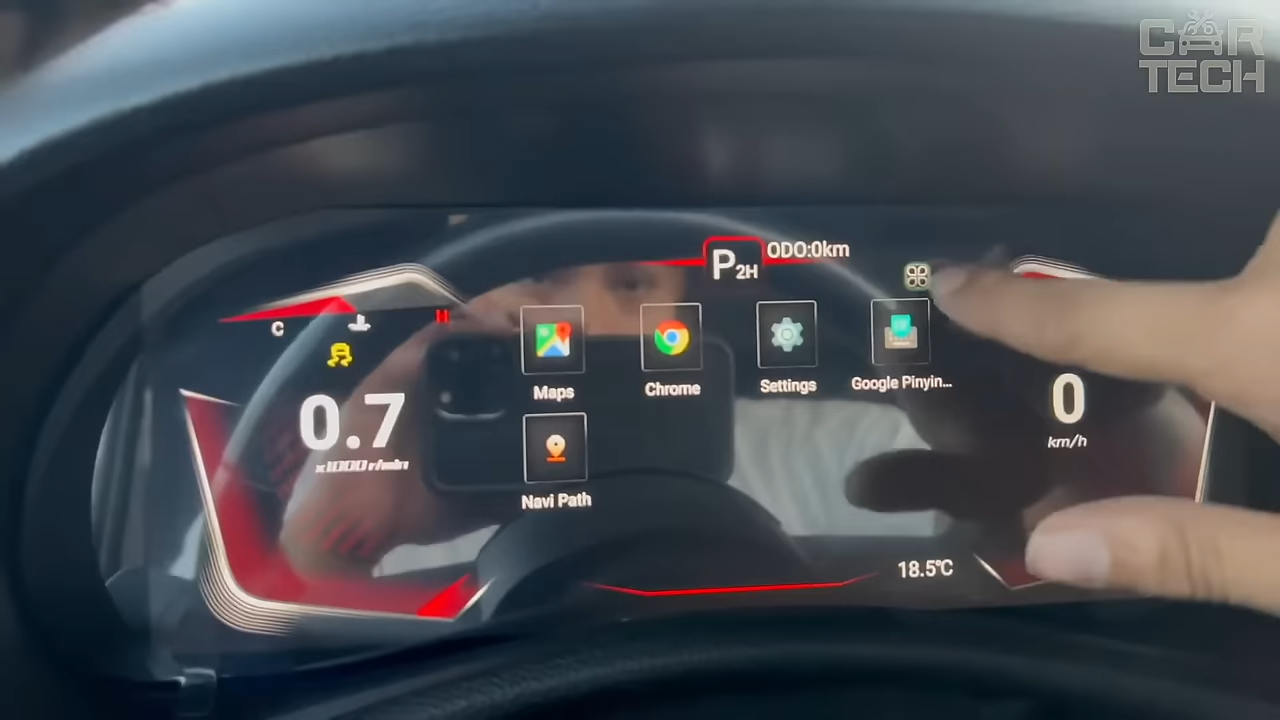 CAR
TECH
P2H
ODO:0km
C
H
Maps
Chrome
Settings
Google Pinyin...
0.7
x1000 r/min
0
km/h
Navi Path
18.5℃